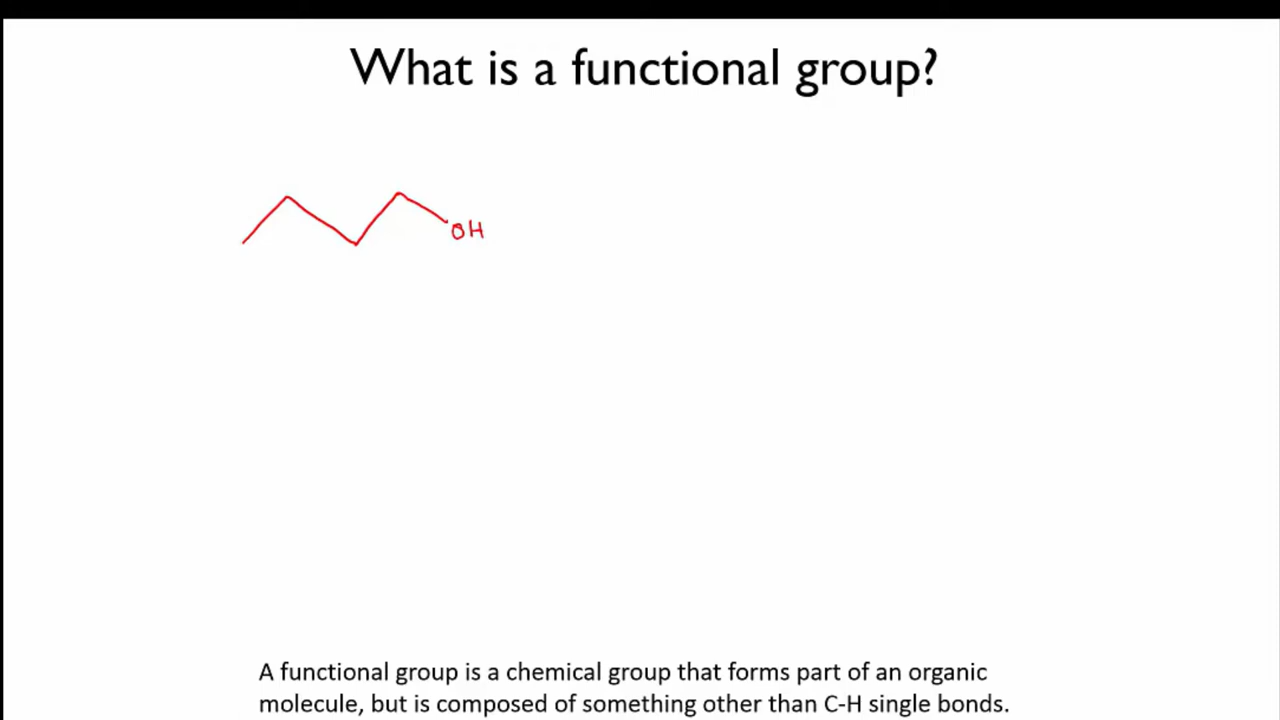 What is a functional group?
OH
A functional group is a chemical group that forms part of an organic
molecule, but is composed of something other than C-H single bonds.